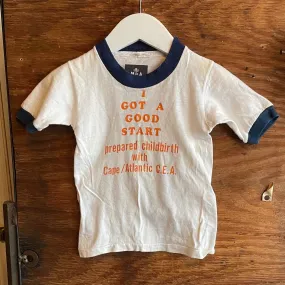 I
GOT A
GOOD
START
prepared childbirth
with
Cape/Atlantic C.E.A.